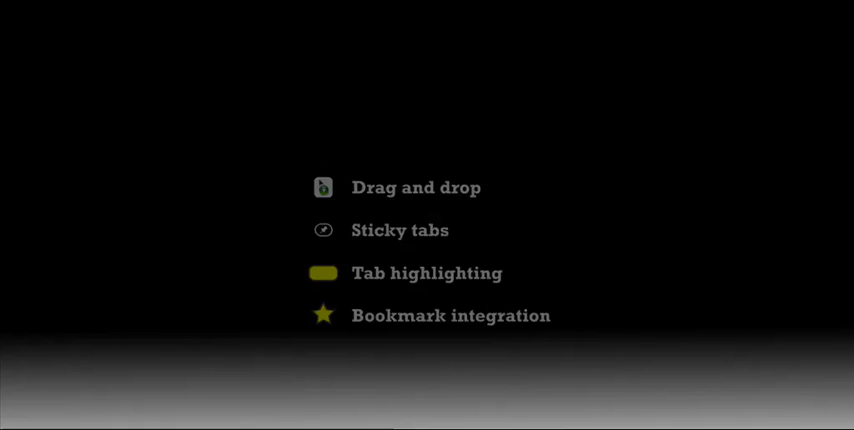 Drag and drop
Sticky tabs
Tab highlighting
Bookmark integration